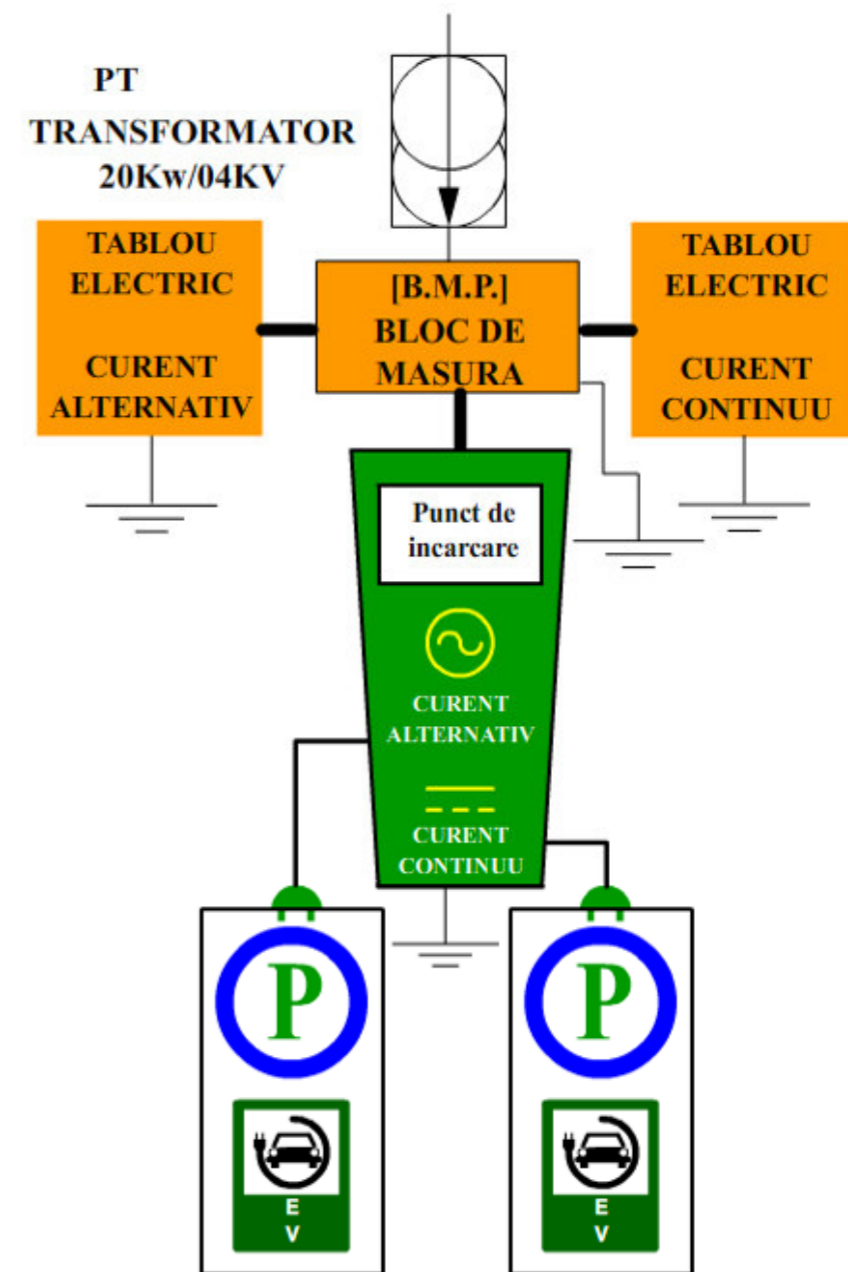 PT
TRANSFORMATOR
20Kw/04KV
TABLOU
ELECTRIC
CURENT
ALTERNATIV
[B.M.P.]
BLOC DE
MASURA
TABLOU
ELECTRIC
CURENT
CONTINUU
Punct de
incarcare
CURENT
ALTERNATIV
CURENT
CONTINUU
P
E
V
P
E
V